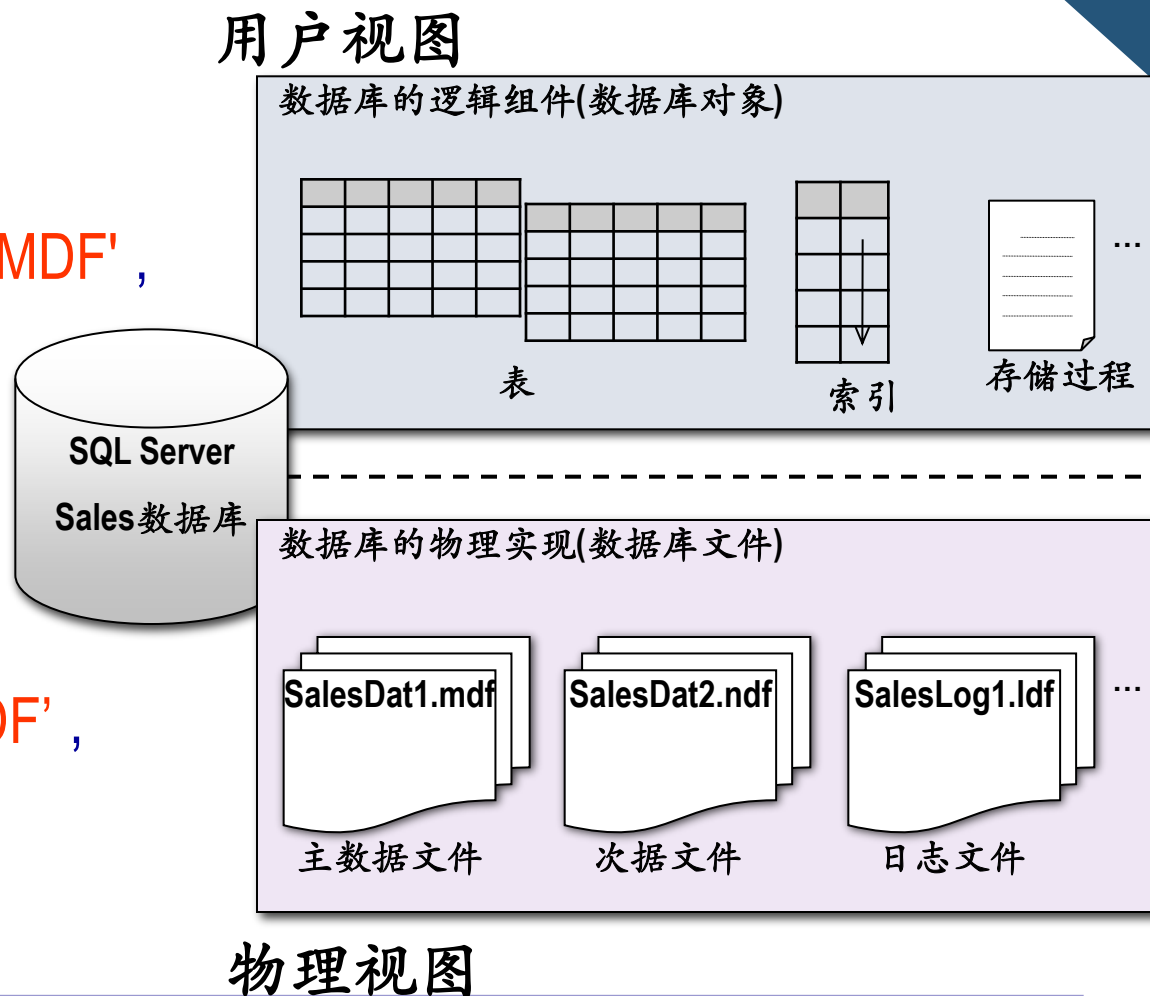 用户视图
数据库的逻辑组件(数据库对象)
MDF' ,
...
表
索引
存储过程
SQL Server
Sales数据库
数据库的物理实现(数据库文件)
SalesDat1.mdf
SalesDat2.ndf
SalesLog1.ldf
...
DF’ ,
主数据文件
次据文件
日志文件
物理视图